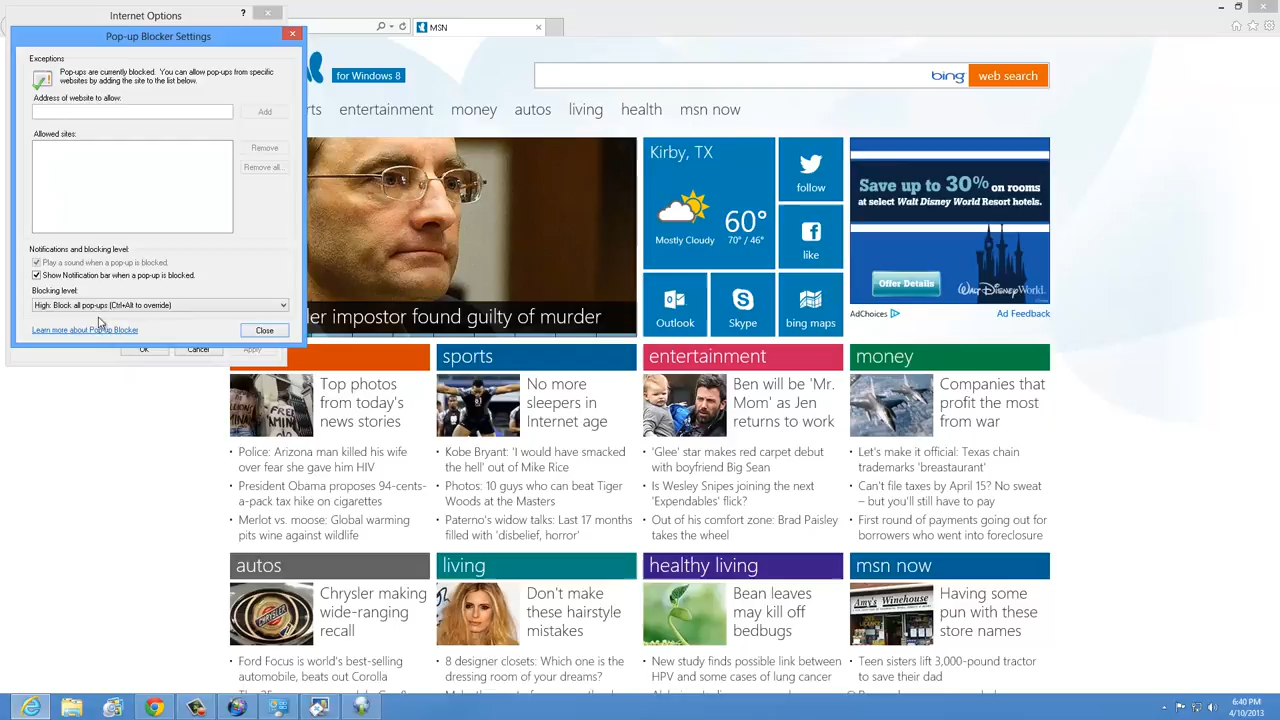 Internet Options
?
Pop-up Blocker Settings
MSN
Exceptions
Pop-ups are currently blocked. You can allow pop-ups from specific
websites by adding the site to the list below.
Address of website to allow:
Add
Allowed sites:
Remove
Remove all...
Notifications and blocking level:
Play a sound when a pop-up is blocked.
Show Notification bar when a pop-up is blocked.
Blocking level:
High: Block all pop-ups (Ctrl+Alt to override)
Learn more about Pop-up Blocker
Close
OK
Cancel
Apply
for Windows 8
bing
web search
rts
entertainment
money
autos
living
health
msn now
ler impostor found guilty of murder
Kirby, TX
60°
Mostly Cloudy
70° / 46°
follow
like
Outlook
Skype
bing maps
Save up to 30% on rooms
at select Walt Disney World Resort hotels.
Offer Details
Walt Disney World
AdChoices
Ad Feedback
sports
entertainment
money
Top photos
from today's
news stories
No more
sleepers in
Internet age
Ben will be 'Mr.
Mom' as Jen
returns to work
Companies that
profit the most
from war
Police: Arizona man killed his wife
over fear she gave him HIV
President Obama proposes 94-cents-
a-pack tax hike on cigarettes
Merlot vs. moose: Global warming
pits wine against wildlife
Kobe Bryant: 'I would have smacked
the hell' out of Mike Rice
Photos: 10 guys who can beat Tiger
Woods at the Masters
Paterno's widow talks: Last 17 months
filled with 'disbelief, horror'
'Glee' star makes red carpet debut
with boyfriend Big Sean
Is Wesley Snipes joining the next
'Expendables' flick?
Out of his comfort zone: Brad Paisley
takes the wheel
Let's make it official: Texas chain
trademarks 'breastaurant'
Can't file taxes by April 15? No sweat
– but you'll still have to pay
First round of payments going out for
borrowers who went into foreclosure
autos
living
healthy living
msn now
Chrysler making
wide-ranging
recall
Don't make
these hairstyle
mistakes
Bean leaves
may kill off
bedbugs
Amy's Winehouse
Having some
pun with these
store names
Ford Focus is world's best-selling
automobile, beats out Corolla
8 designer closets: Which one is the
dressing room of your dreams?
New study finds possible link between
HPV and some cases of lung cancer
Teen sisters lift 3,000-pound tractor
to save their dad
6:40 PM
4/10/2013